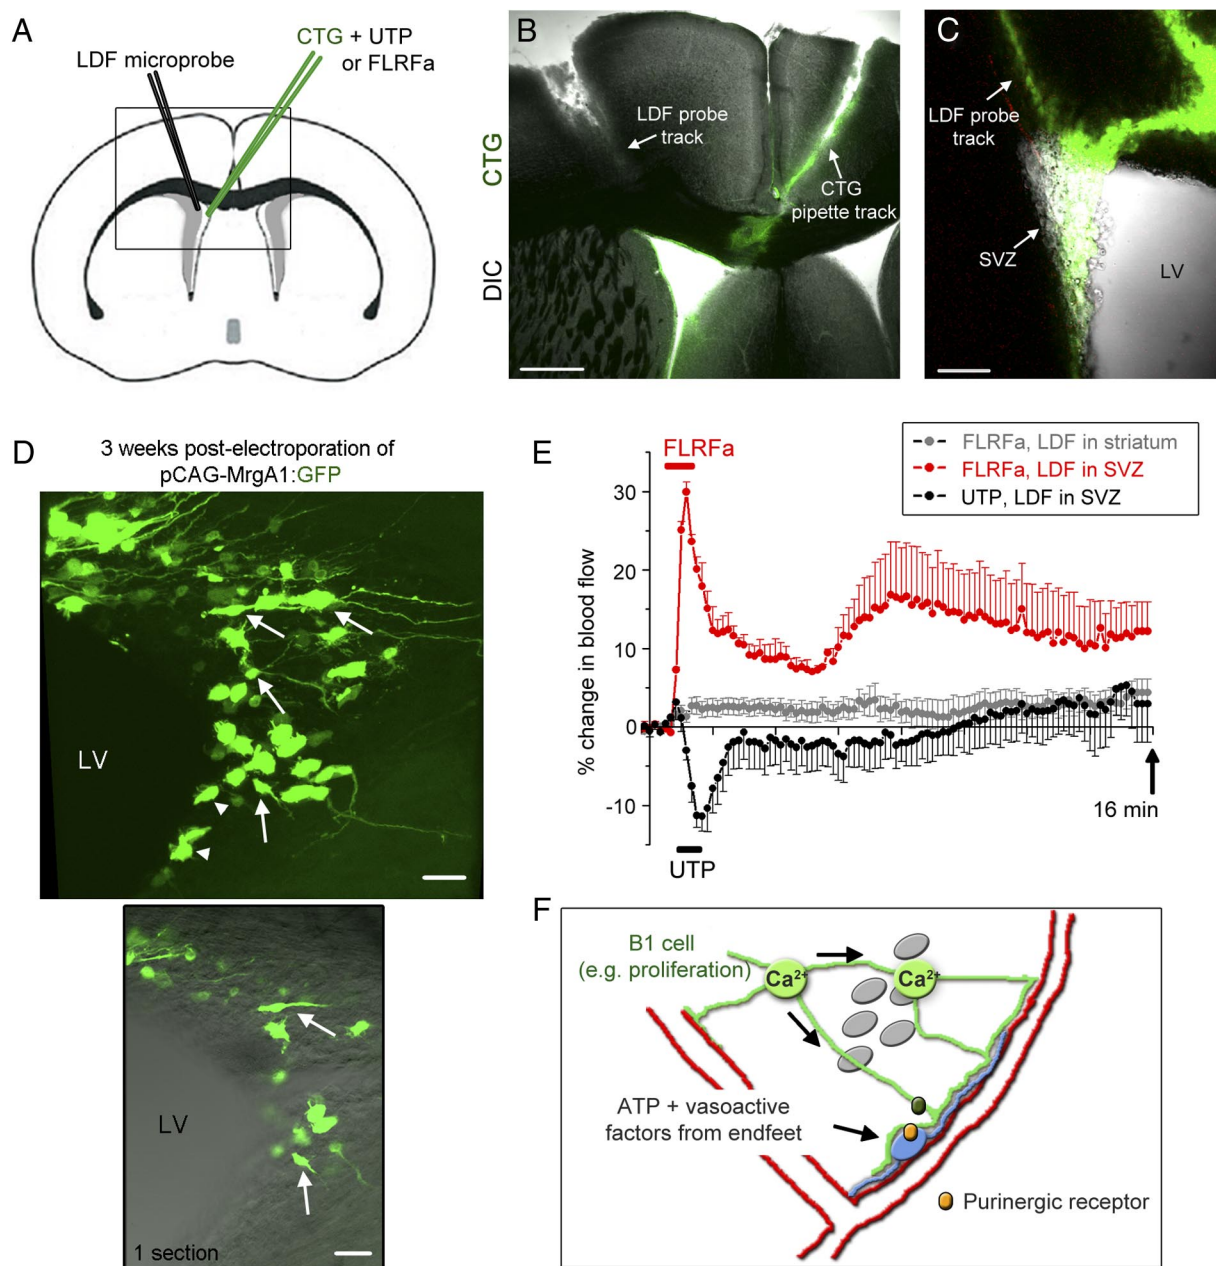 A
LDF microprobe
CTG + UTP
or FLRFa
B
CTG
DIC
LDF probe
track
CTG
pipette track
C
LDF probe
track
SVZ
LV
D
3 weeks post-electroporation of
pCAG-MrgA1:GFP
LV
LV
1 section
E
FLRFa, LDF in striatum
FLRFa, LDF in SVZ
UTP, LDF in SVZ
FLRFa
% change in blood flow
30
20
10
0
-10
UTP
16 min
F
B1 cell
(e.g. proliferation)
Ca2+
Ca2+
ATP + vasoactive
factors from endfeet
Purinergic receptor